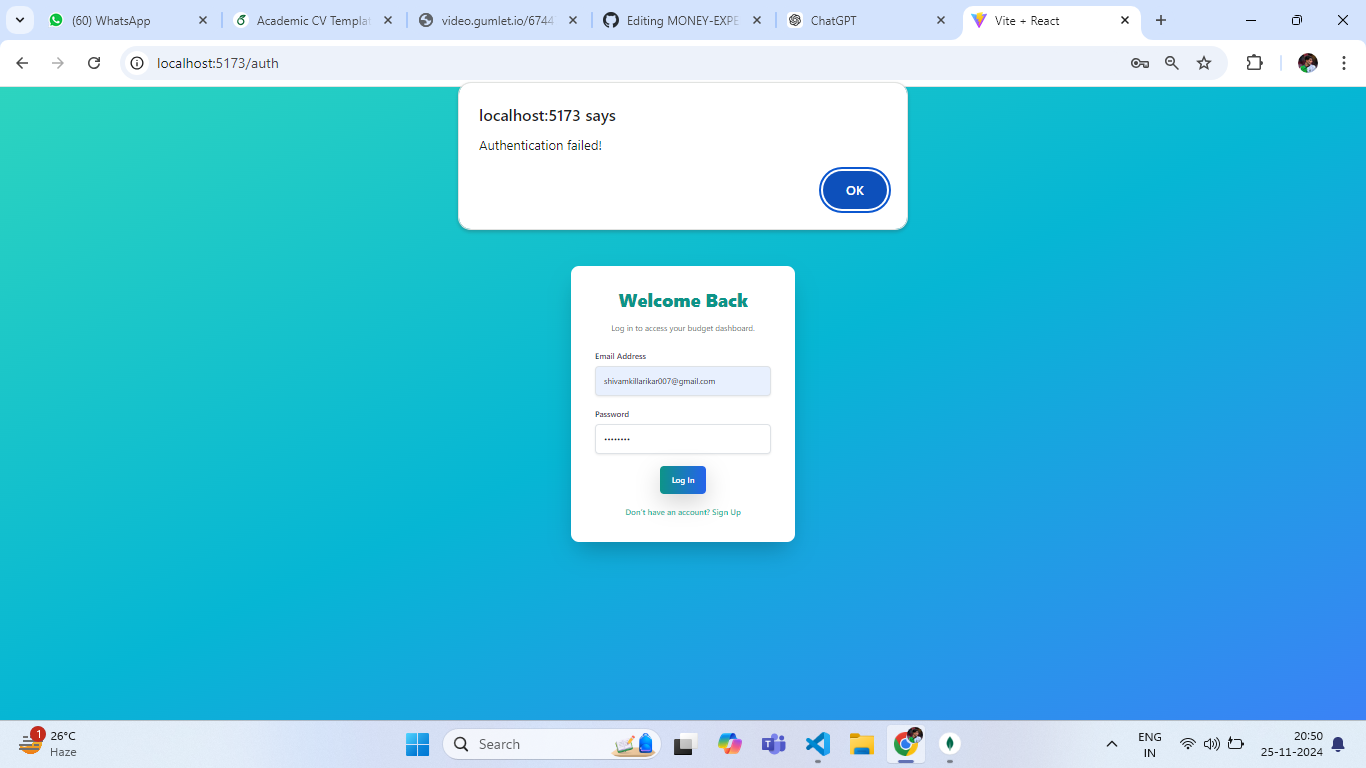 (60) WhatsApp
Academic CV Templat
video.gumlet.io/6744
Editing MONEY-EXPE
ChatGPT
Vite + React
localhost:5173/auth
localhost:5173 says
Authentication failed!
OK
Welcome Back
Log in to access your budget dashboard.
Email Address
shivamkillarikar007@gmail.com
Password
Log In
Don't have an account? Sign Up
1
26°C
Haze
Search
ENG
IN
20:50
25-11-2024